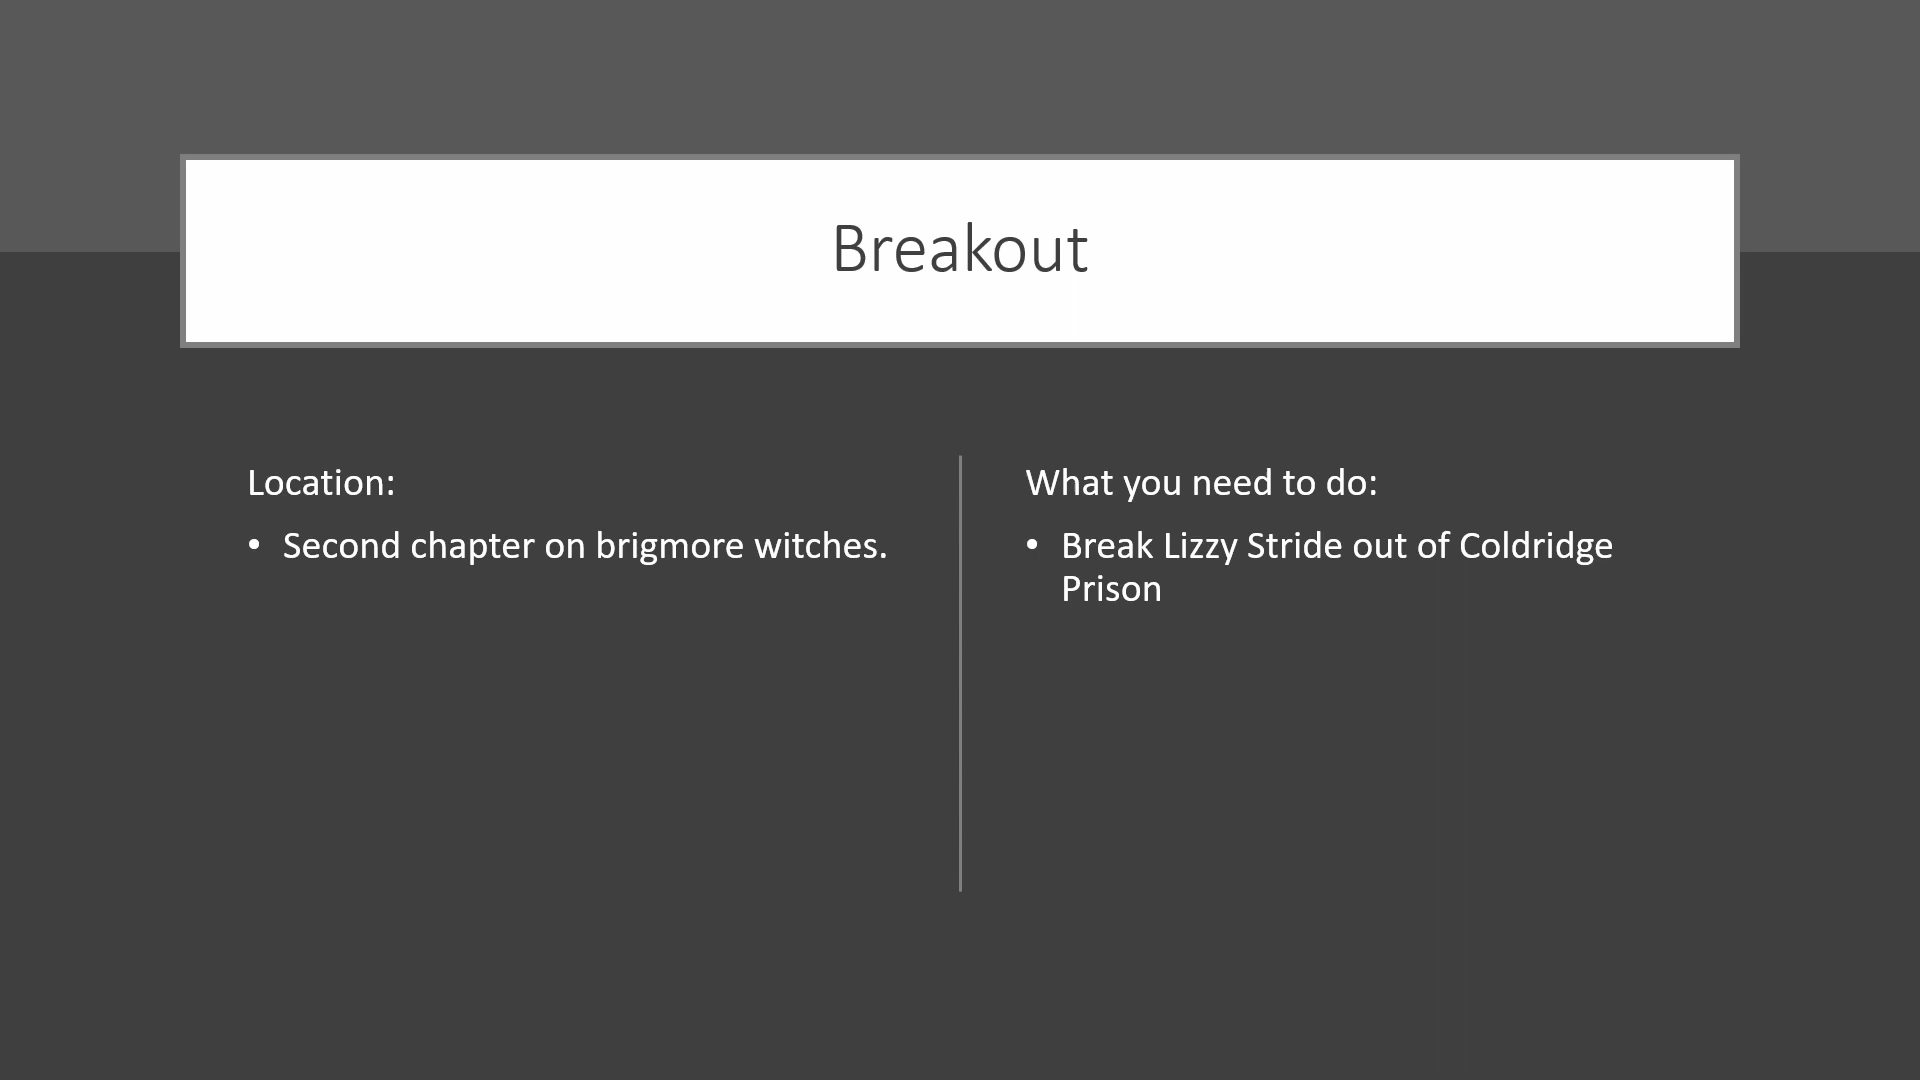 Breakout
Location:
• Second chapter on brigmore witches.
What you need to do:
• Break Lizzy Stride out of Coldridge
Prison